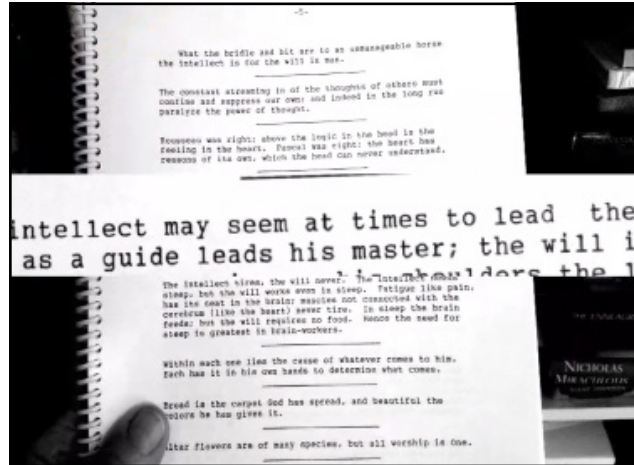 -5-
What the bridle and bit are to an unmanageable horse
the intellect is for the will in man.
The constant streaming in of the thoughts of others must
confine and suppress our own; and indeed in the long run
paralyze the power of thought.
Rousseau was right: above the logic in the head is the
feeling in the heart. Pascal was right: the heart has
reasons of its own, which the head can never understand.
intellect may seem at times to lead the
as a guide leads his master; the will i
his shoulders the
The intellect tires, the will never. The intellect needs
sleep, but the will works even in sleep. Fatigue like pain,
has its seat in the brain; muscles not connected with the
cerebrum (like the heart) never tire. In sleep the brain
feeds; but the will requires no food. Hence the need for
sleep is greatest in brain-workers.
Within each one lies the cause of whatever comes to him.
Each has it in his own hands to determine what comes.
Bread is the carpet God has spread, and beautiful the
colors he has given it.
Altar flowers are of many species, but all worship is one.
THE ENNEAGR
NICHOLAS